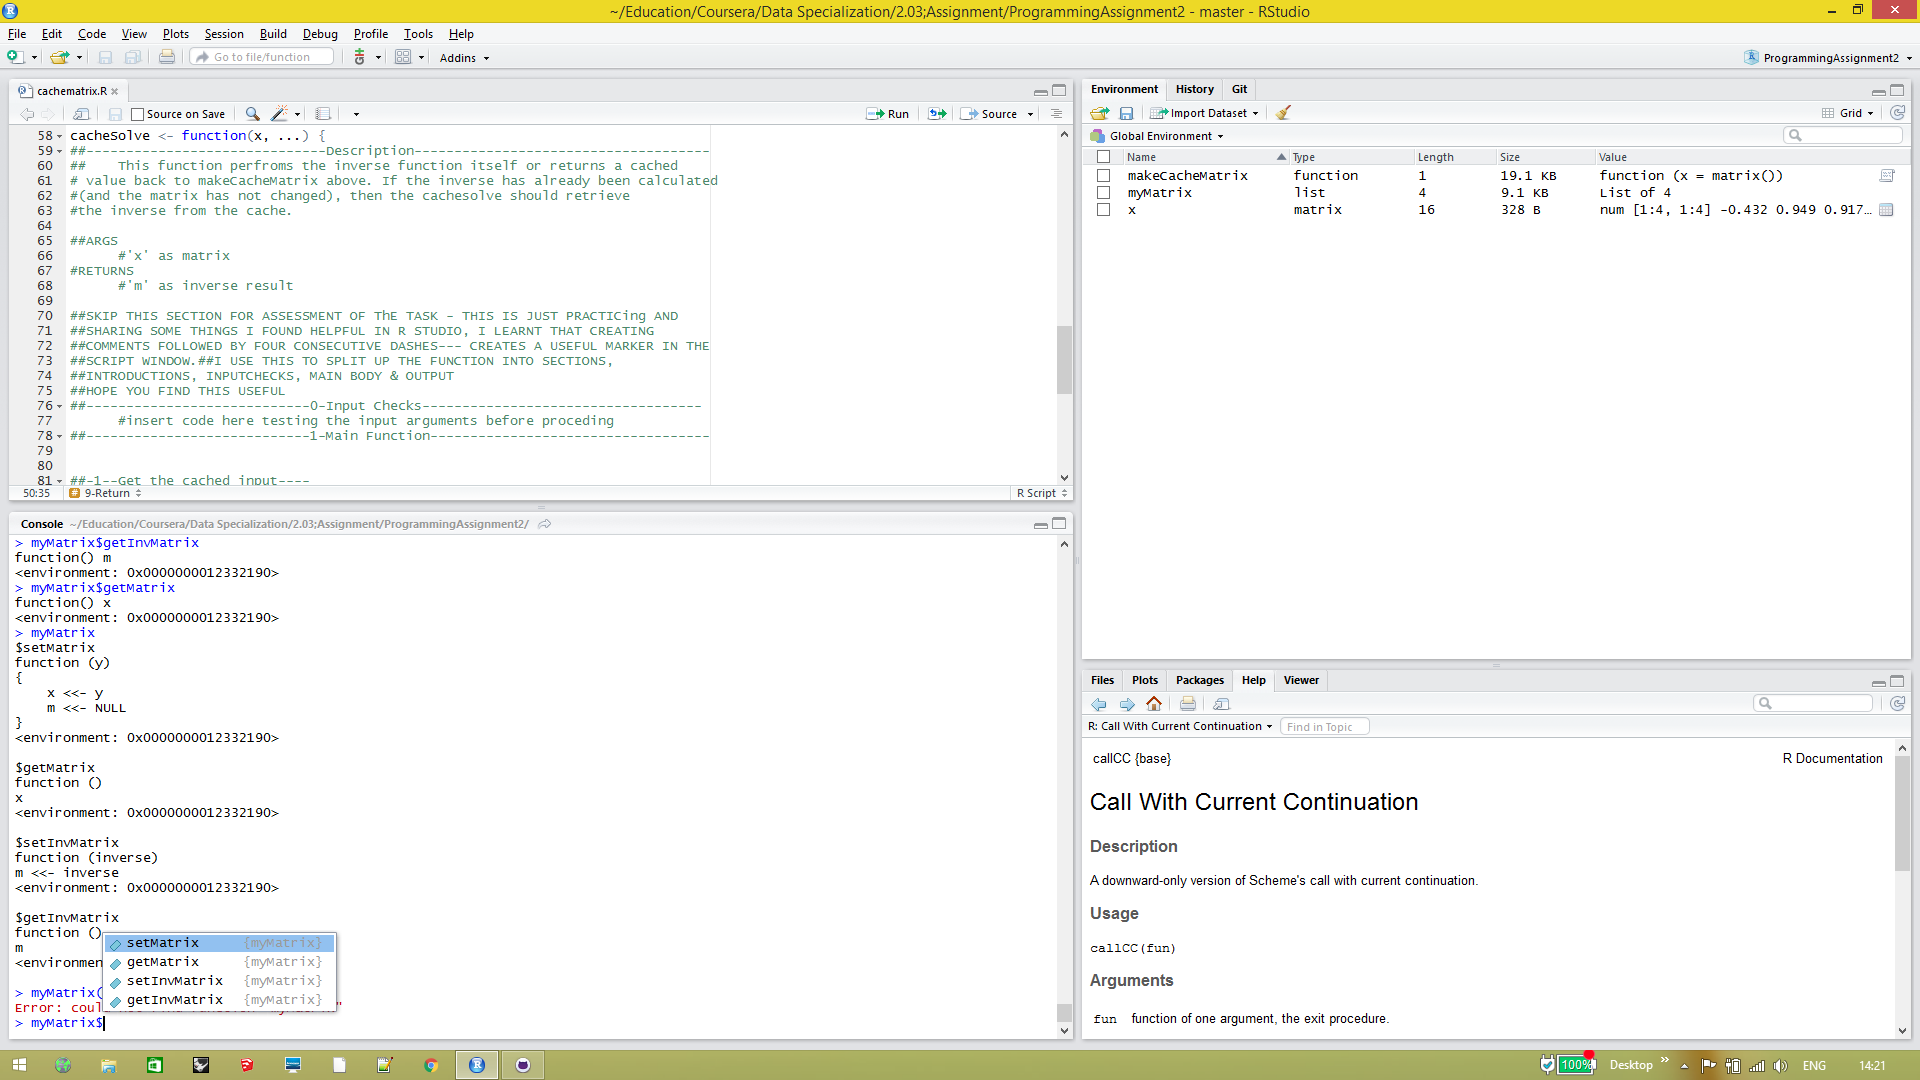 ~/Education/Coursera/Data Specialization/2.03;Assignment/ProgrammingAssignment2 - master - RStudio
File Edit Code View Plots Session Build Debug Profile Tools Help
Go to file/function Addins ProgrammingAssignment2
cachematrix.R
Source on Save Run Source
58 cacheSolve <- function(x, ...) {
59 ##------------------------------Description-------------------------------------
60 ##    This function perfroms the inverse function itself or returns a cached
61 # value back to makeCacheMatrix above. If the inverse has already been calculated
62 #(and the matrix has not changed), then the cachesolve should retrieve
63 #the inverse from the cache.
64
65 ##ARGS
66 #'x' as matrix
67 #RETURNS
68 #'m' as inverse result
69
70 ##SKIP THIS SECTION FOR ASSESSMENT OF ThE TASK - THIS IS JUST PRACTICing AND
71 ##SHARING SOME THINGS I FOUND HELPFUL IN R STUDIO, I LEARNT THAT CREATING
72 ##COMMENTS FOLLOWED BY FOUR CONSECUTIVE DASHES--- CREATES A USEFUL MARKER IN THE
73 ##SCRIPT WINDOW.##I USE THIS TO SPLIT UP THE FUNCTION INTO SECTIONS,
74 ##INTRODUCTIONS, INPUTCHECKS, MAIN BODY & OUTPUT
75 ##HOPE YOU FIND THIS USEFUL
76 ##----------------------------0-Input Checks-----------------------------------
77 #insert code here testing the input arguments before proceding
78 ##----------------------------1-Main Function-----------------------------------
79
80
81 ##-1--Get the cached input----
50:35 # 9-Return R Script
Console ~/Education/Coursera/Data Specialization/2.03;Assignment/ProgrammingAssignment2/
> myMatrix$getInvMatrix
function() m
<environment: 0x0000000012332190>
> myMatrix$getMatrix
function() x
<environment: 0x0000000012332190>
> myMatrix
$setMatrix
function (y)
{
x <<- y
m <<- NULL
}
<environment: 0x0000000012332190>
$getMatrix
function ()
x
<environment: 0x0000000012332190>
$setInvMatrix
function (inverse)
m <<- inverse
<environment: 0x0000000012332190>
$getInvMatrix
function ()
m
<environmen
> myMatrix(
Error: coul
> myMatrix$
setMatrix {myMatrix}
getMatrix {myMatrix}
setInvMatrix {myMatrix}
getInvMatrix {myMatrix}
Environment History Git
Import Dataset Grid
Global Environment
Name Type Length Size Value
makeCacheMatrix function 1 19.1 KB function (x = matrix())
myMatrix list 4 9.1 KB List of 4
x matrix 16 328 B num [1:4, 1:4] -0.432 0.949 0.917…
Files Plots Packages Help Viewer
R: Call With Current Continuation Find in Topic
callCC {base} R Documentation
Call With Current Continuation
Description
A downward-only version of Scheme's call with current continuation.
Usage
callCC(fun)
Arguments
fun function of one argument, the exit procedure.
100% Desktop ENG 14:21